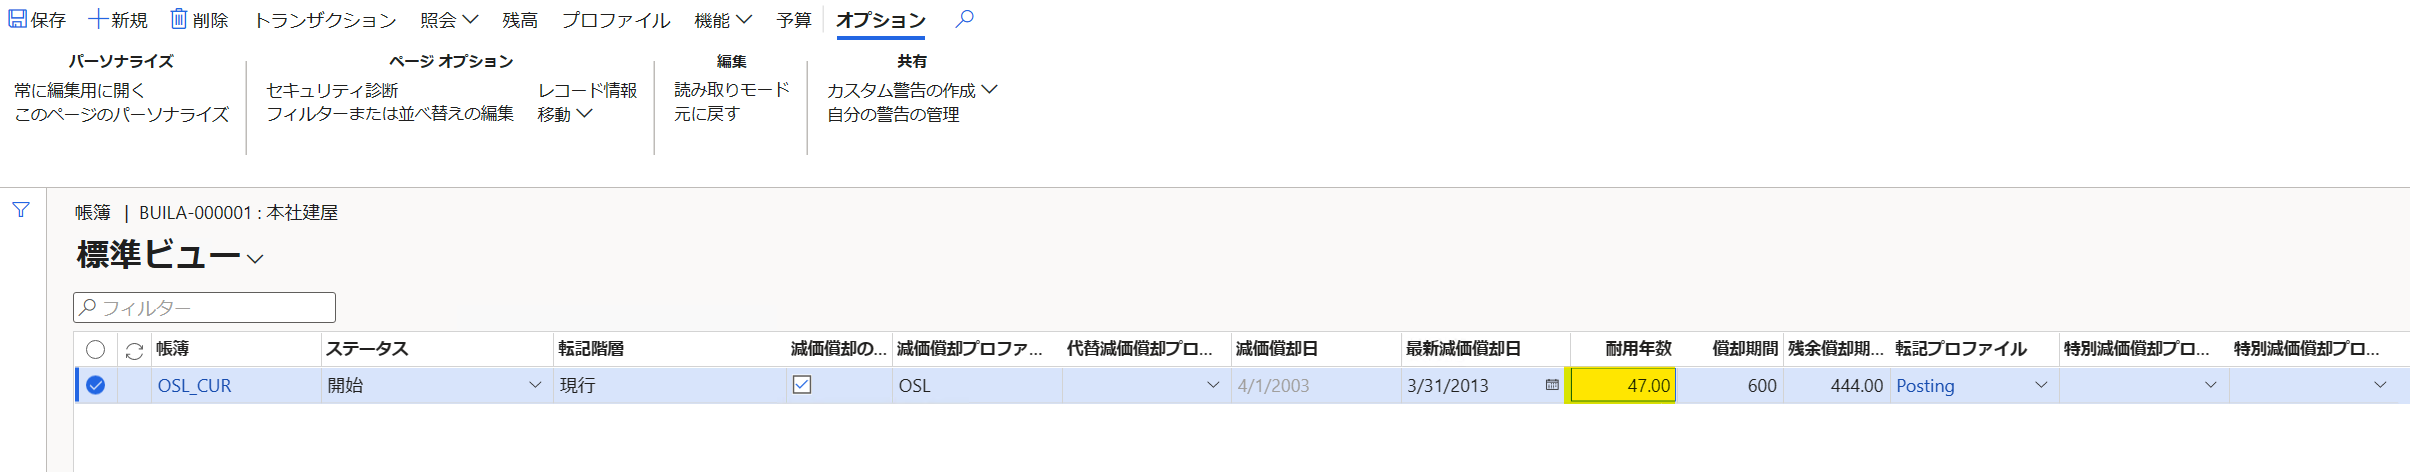 保存 新規 削除 トランザクション 照会 残高 プロファイル 機能 予算 オプション
パーソナライズ
常に編集用に開く
このページのパーソナライズ
ページ オプション
セキュリティ診断
フィルターまたは並べ替えの編集
レコード情報
移動
編集
読み取りモード
元に戻す
共有
カスタム警告の作成
自分の警告の管理
帳簿 | BUILA-000001 : 本社建屋
標準ビュー
フィルター
帳簿 ステータス 転記階層 減価償却の... 減価償却プロファ... 代替減価償却プロ... 減価償却日 最新減価償却日 耐用年数 償却期間 残余償却期... 転記プロファイル 特別減価償却プロ... 特別減価償却プロ...
OSL_CUR 開始 現行 OSL 4/1/2003 3/31/2013 47.00 600 444.00 Posting